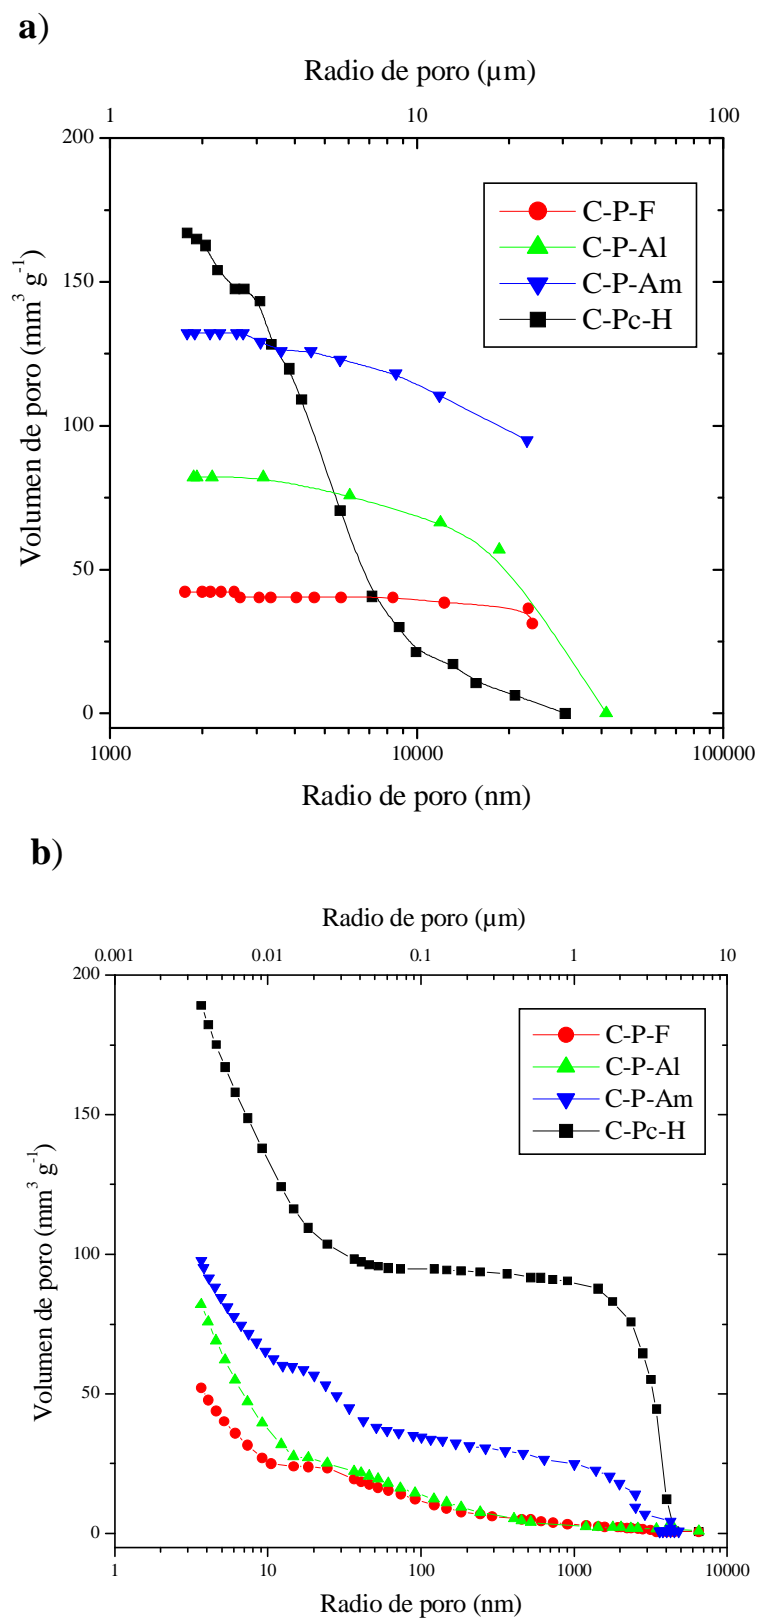 a)
Radio de poro (µm)
1 10 100
200
150
100
50
0
Volumen de poro (mm³ g⁻¹)
C-P-F
C-P-Al
C-P-Am
C-Pc-H
1000 10000 100000
Radio de poro (nm)
b)
Radio de poro (µm)
0.001 0.01 0.1 1 10
200
150
100
50
0
Volumen de poro (mm³ g⁻¹)
C-P-F
C-P-Al
C-P-Am
C-Pc-H
1 10 100 1000 10000
Radio de poro (nm)